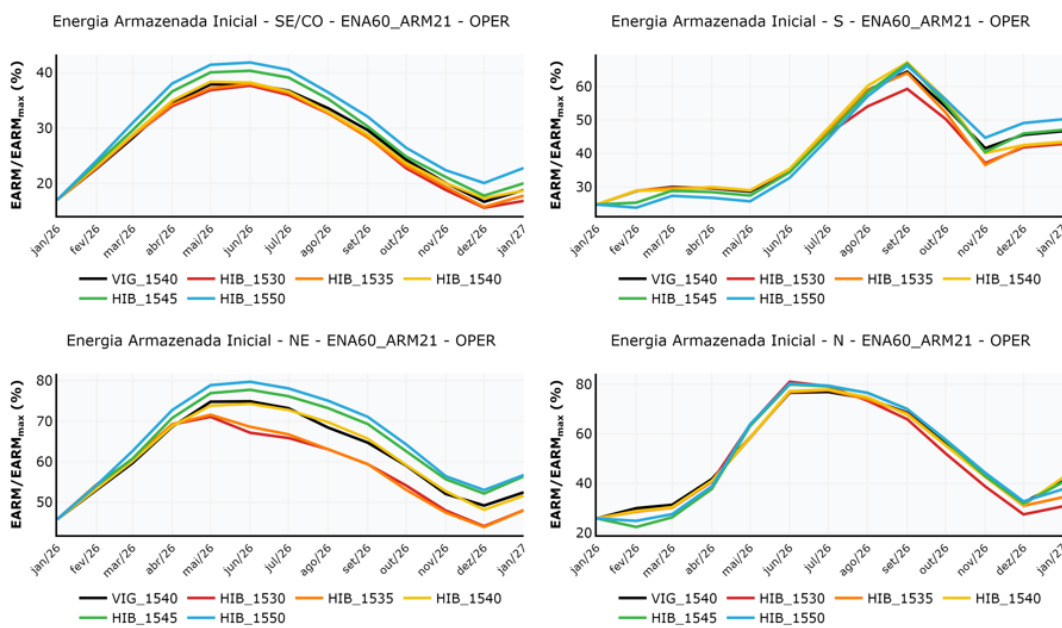 Energia Armazenada Inicial - SE/CO - ENA60_ARM21 - OPER
EARM/EARMmax (%)
40
30
20
jan/26 fev/26 mar/26 abr/26 mai/26 jun/26 jul/26 ago/26 set/26 out/26 nov/26 dez/26 jan/27
VIG_1540 HIB_1530 HIB_1535 HIB_1540
HIB_1545 HIB_1550
Energia Armazenada Inicial - S - ENA60_ARM21 - OPER
EARM/EARMmax (%)
60
50
40
30
jan/26 fev/26 mar/26 abr/26 mai/26 jun/26 jul/26 ago/26 set/26 out/26 nov/26 dez/26 jan/27
VIG_1540 HIB_1530 HIB_1535 HIB_1540
HIB_1545 HIB_1550
Energia Armazenada Inicial - NE - ENA60_ARM21 - OPER
EARM/EARMmax (%)
80
70
60
50
jan/26 fev/26 mar/26 abr/26 mai/26 jun/26 jul/26 ago/26 set/26 out/26 nov/26 dez/26 jan/27
VIG_1540 HIB_1530 HIB_1535 HIB_1540
HIB_1545 HIB_1550
Energia Armazenada Inicial - N - ENA60_ARM21 - OPER
EARM/EARMmax (%)
80
60
40
20
jan/26 fev/26 mar/26 abr/26 mai/26 jun/26 jul/26 ago/26 set/26 out/26 nov/26 dez/26 jan/27
VIG_1540 HIB_1530 HIB_1535 HIB_1540
HIB_1545 HIB_1550